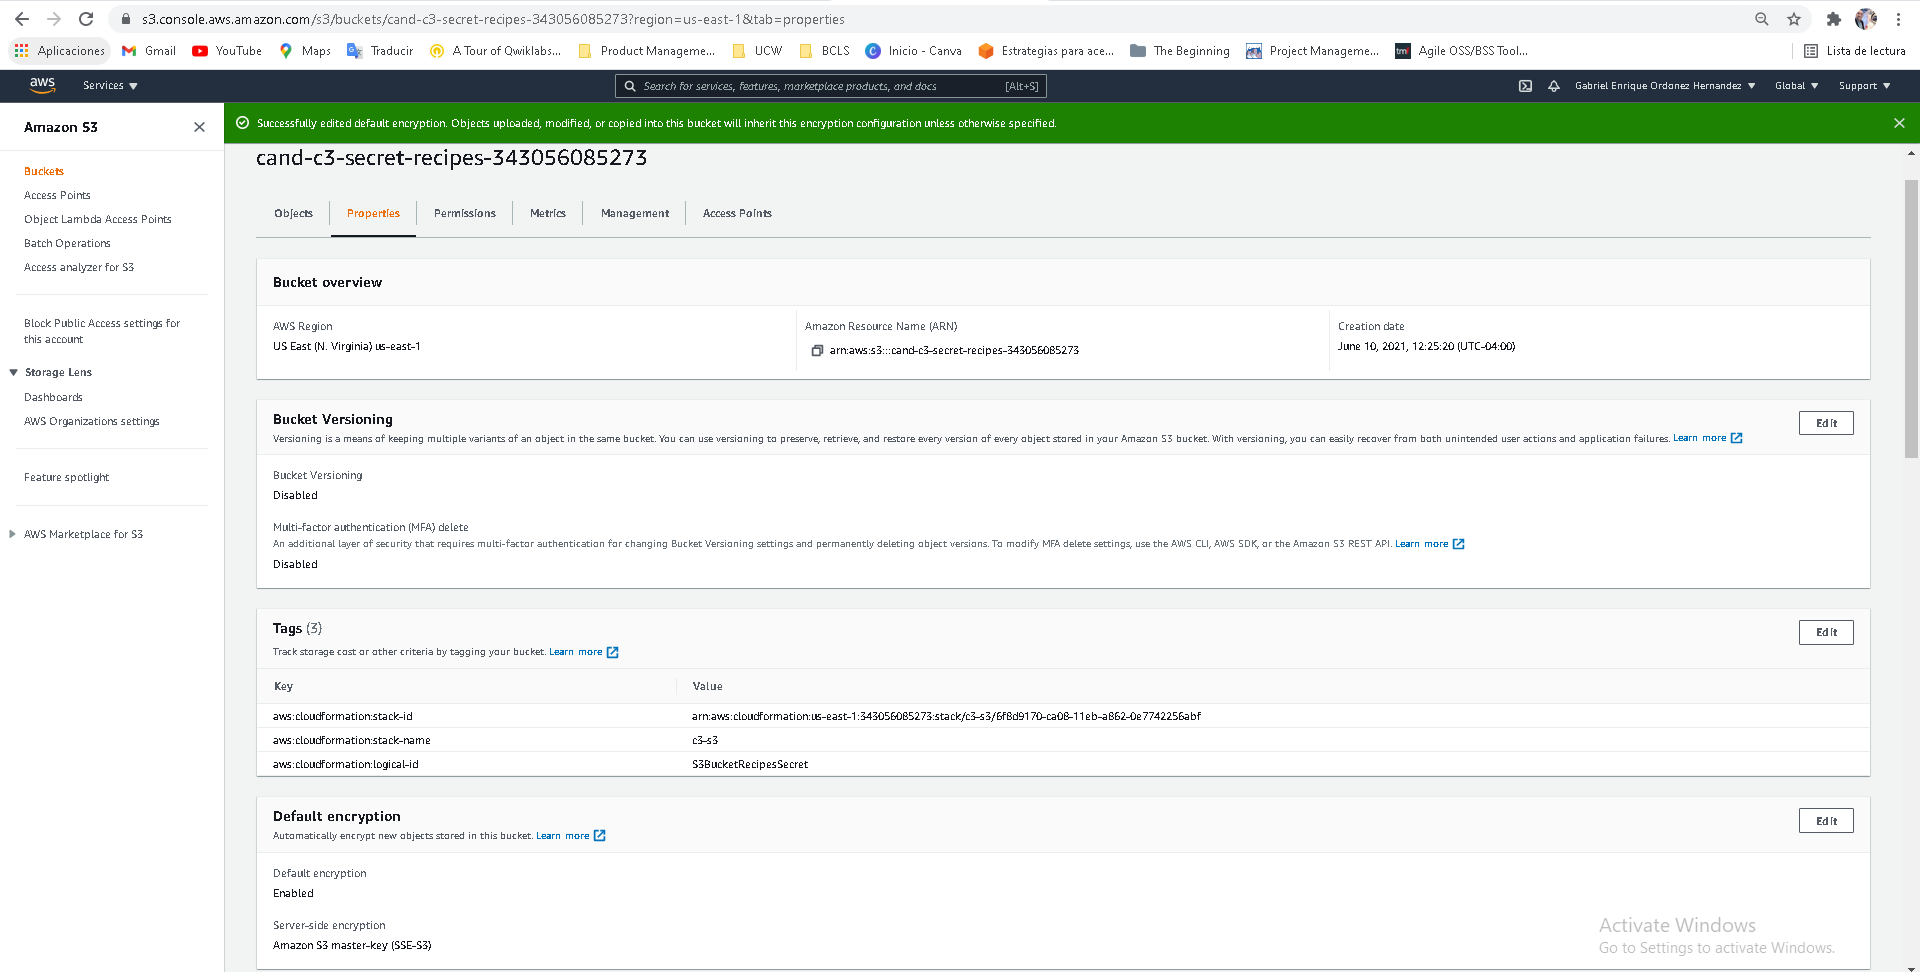 s3.console.aws.amazon.com/s3/buckets/cand-c3-secret-recipes-343056085273?region=us-east-1&tab=properties
Aplicaciones Gmail YouTube Maps Traducir A Tour of Qwiklabs... Product Manageme... UCW BCLS Inicio - Canva Estrategias para ace... The Beginning Project Manageme... tmf Agile OSS/BSS Tool... Lista de lectura
aws Services Search for services, features, marketplace products, and docs [Alt+S] Gabriel Enrique Ordonez Hernandez Global Support
Amazon S3
Successfully edited default encryption. Objects uploaded, modified, or copied into this bucket will inherit this encryption configuration unless otherwise specified.
Buckets
Access Points
Object Lambda Access Points
Batch Operations
Access analyzer for S3
Block Public Access settings for
this account
Storage Lens
Dashboards
AWS Organizations settings
Feature spotlight
AWS Marketplace for S3
cand-c3-secret-recipes-343056085273
Objects Properties Permissions Metrics Management Access Points
Bucket overview
AWS Region
US East (N. Virginia) us-east-1
Amazon Resource Name (ARN)
arn:aws:s3:::cand-c3-secret-recipes-343056085273
Creation date
June 10, 2021, 12:25:20 (UTC-04:00)
Bucket Versioning
Edit
Versioning is a means of keeping multiple variants of an object in the same bucket. You can use versioning to preserve, retrieve, and restore every version of every object stored in your Amazon S3 bucket. With versioning, you can easily recover from both unintended user actions and application failures. Learn more
Bucket Versioning
Disabled
Multi-factor authentication (MFA) delete
An additional layer of security that requires multi-factor authentication for changing Bucket Versioning settings and permanently deleting object versions. To modify MFA delete settings, use the AWS CLI, AWS SDK, or the Amazon S3 REST API. Learn more
Disabled
Tags (3)
Edit
Track storage cost or other criteria by tagging your bucket. Learn more
Key Value
aws:cloudformation:stack-id arn:aws:cloudformation:us-east-1:343056085273:stack/c3-s3/6f8d9170-ca08-11eb-a862-0e7742256abf
aws:cloudformation:stack-name c3-s3
aws:cloudformation:logical-id S3BucketRecipesSecret
Default encryption
Edit
Automatically encrypt new objects stored in this bucket. Learn more
Default encryption
Enabled
Server-side encryption
Amazon S3 master-key (SSE-S3)
Activate Windows
Go to Settings to activate Windows.